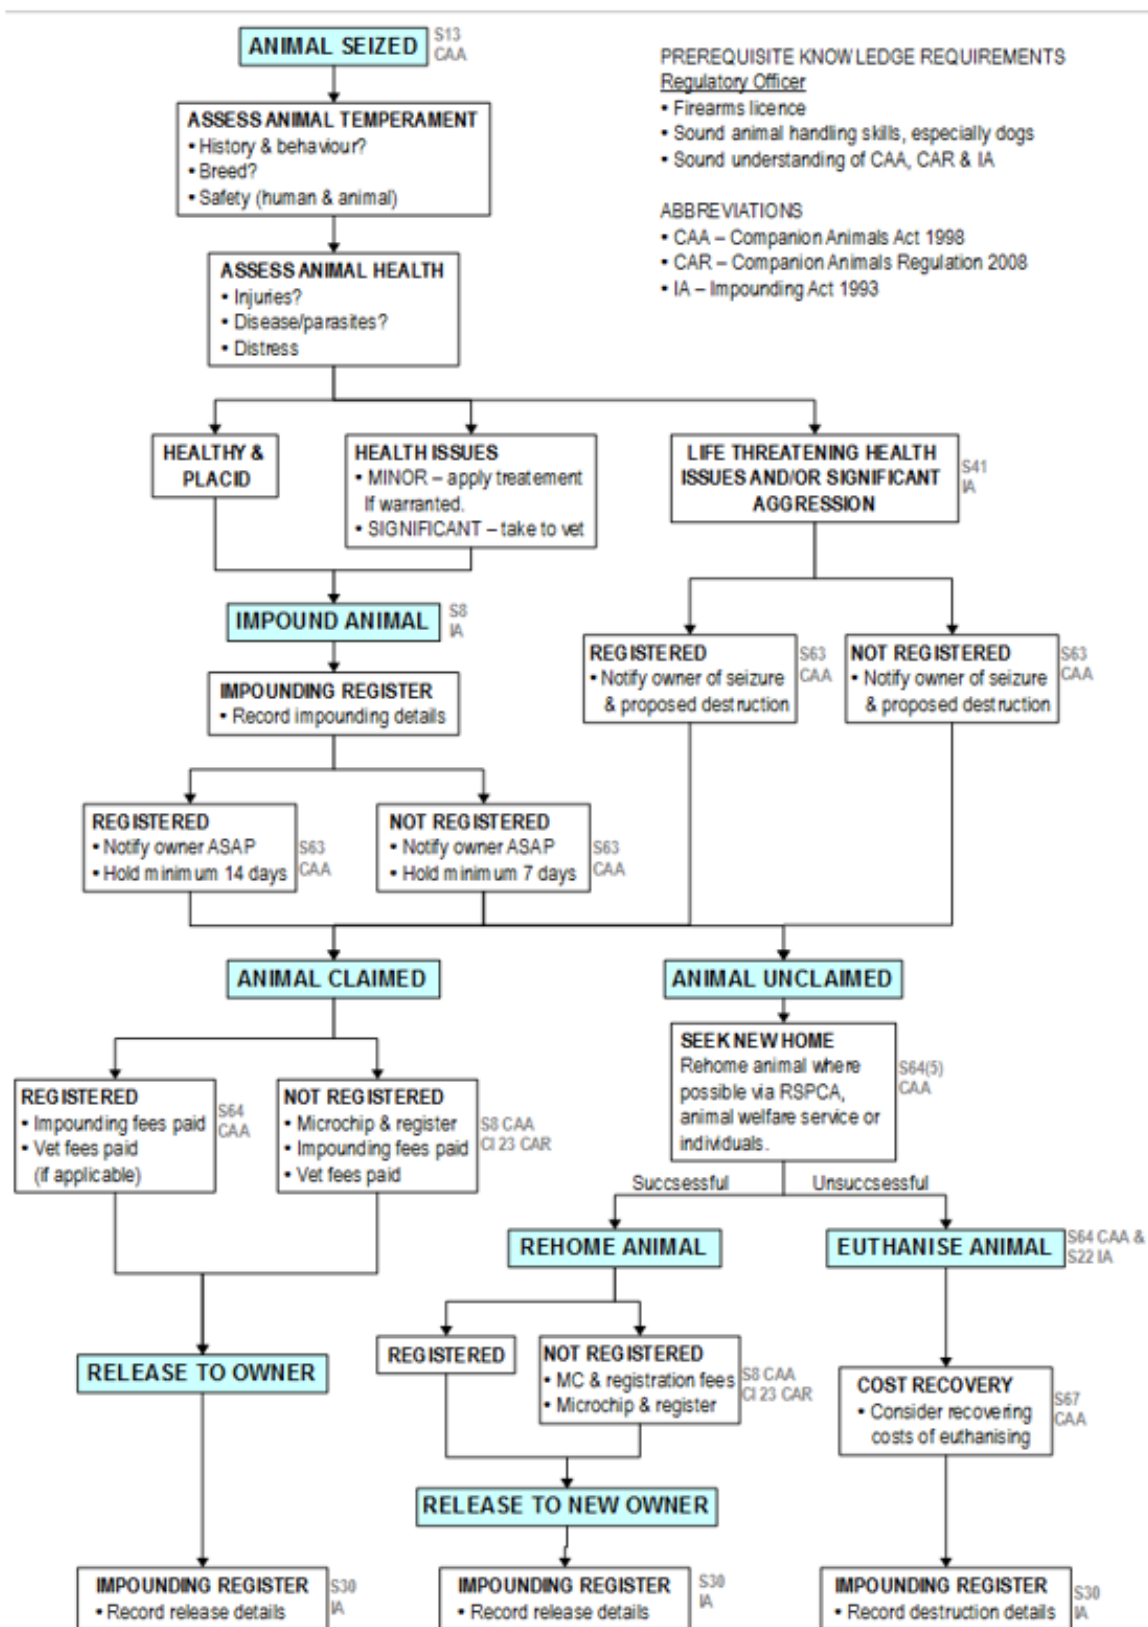 ANIMAL SEIZED
S13
CAA
PREREQUISITE KNOWLEDGE REQUIREMENTS
Regulatory Officer
• Firearms licence
• Sound animal handling skills, especially dogs
• Sound understanding of CAA, CAR & IA
ABBREVIATIONS
• CAA – Companion Animals Act 1998
• CAR – Companion Animals Regulation 2008
• IA – Impounding Act 1993
ASSESS ANIMAL TEMPERAMENT
• History & behaviour?
• Breed?
• Safety (human & animal)
ASSESS ANIMAL HEALTH
• Injuries?
• Disease/parasites?
• Distress
HEALTHY &
PLACID
HEALTH ISSUES
• MINOR – apply treatement
If warranted.
• SIGNIFICANT – take to vet
LIFE THREATENING HEALTH
ISSUES AND/OR SIGNIFICANT
AGGRESSION
S41
IA
IMPOUND ANIMAL
S8
IA
IMPOUNDING REGISTER
• Record impounding details
REGISTERED
• Notify owner of seizure
& proposed destruction
S63
CAA
NOT REGISTERED
• Notify owner of seizure
& proposed destruction
S63
CAA
REGISTERED
• Notify owner ASAP
• Hold minimum 14 days
S63
CAA
NOT REGISTERED
• Notify owner ASAP
• Hold minimum 7 days
S63
CAA
ANIMAL CLAIMED
ANIMAL UNCLAIMED
SEEK NEW HOME
Rehome animal where
possible via RSPCA,
animal welfare service or
individuals.
S64(5)
CAA
REGISTERED
• Impounding fees paid
• Vet fees paid
(if applicable)
S64
CAA
NOT REGISTERED
• Microchip & register
• Impounding fees paid
• Vet fees paid
S8 CAA
Cl 23 CAR
Succsessful
Unsuccsessful
REHOME ANIMAL
EUTHANISE ANIMAL
S64 CAA &
S22 IA
REGISTERED
NOT REGISTERED
• MC & registration fees
• Microchip & register
S8 CAA
Cl 23 CAR
RELEASE TO OWNER
COST RECOVERY
• Consider recovering
costs of euthanising
S67
CAA
RELEASE TO NEW OWNER
IMPOUNDING REGISTER
• Record release details
S30
IA
IMPOUNDING REGISTER
• Record release details
S30
IA
IMPOUNDING REGISTER
• Record destruction details
S30
IA